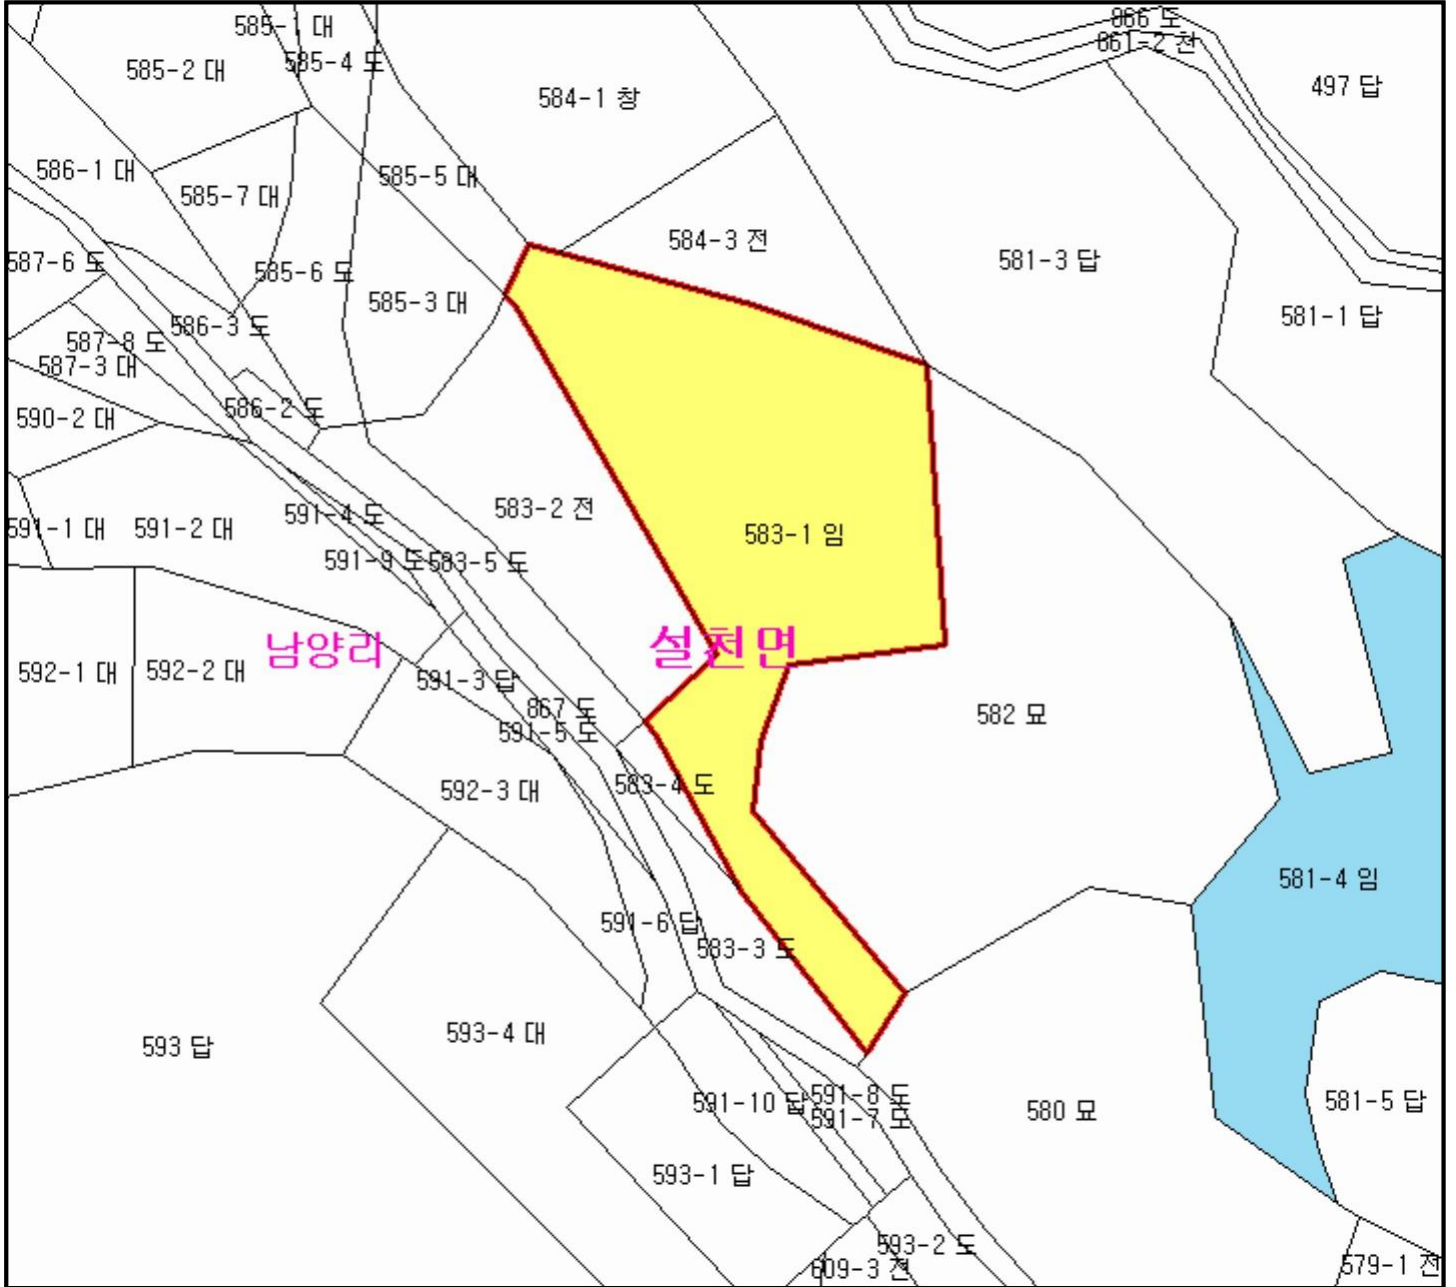 585-1 대
866 도
861-2 천
585-4 도
585-2 대
497 답
584-1 창
586-1 대
585-5 대
585-7 대
584-3 전
581-3 답
587-6 도
585-6 도
585-3 대
581-1 답
586-3 도
587-8 도
587-3 대
586-2 도
590-2 대
583-2 전
591-4 도
591-1 대
591-2 대
583-1 임
591-9 도
583-5 도
남양리
설천면
592-1 대
592-2 대
591-3 답
867 도
582 묘
591-5 도
583-4 도
592-3 대
581-4 임
591-6 답
583-3 도
593-4 대
593 답
591-8 도
591-10 답
581-5 답
580 묘
591-7 도
593-1 답
593-2 도
609-3 전
579-1 전